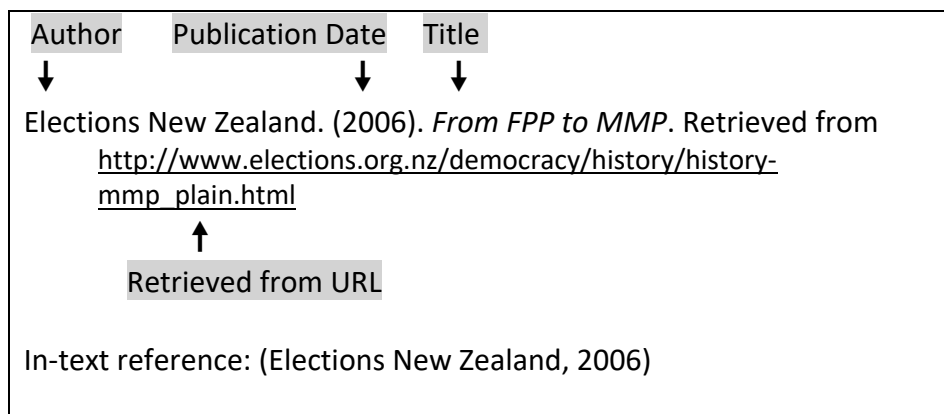 Author Publication Date Title
Elections New Zealand. (2006). From FPP to MMP. Retrieved from
http://www.elections.org.nz/democracy/history/history-
mmp_plain.html
Retrieved from URL
In-text reference: (Elections New Zealand, 2006)